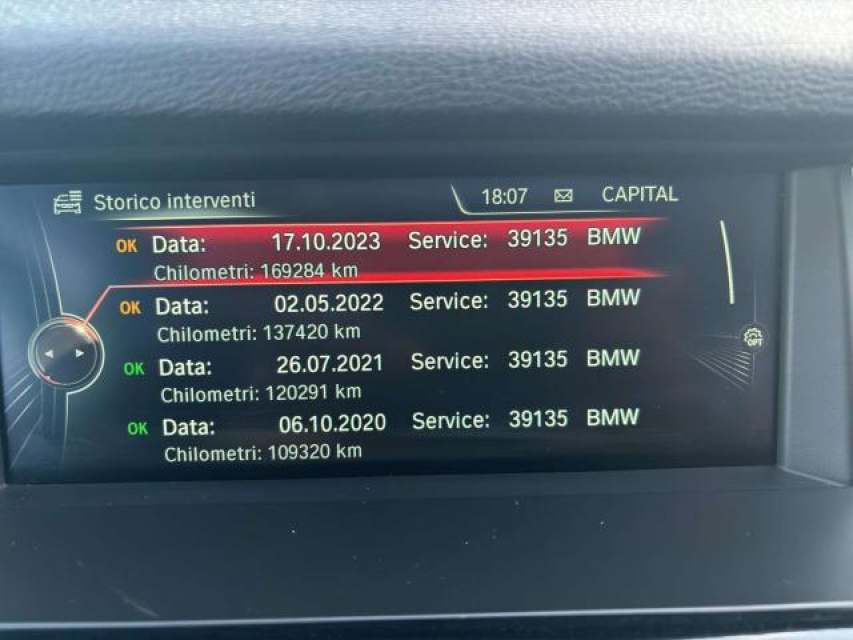 Storico interventi 18:07 CAPITAL
OK Data: 17.10.2023 Service: 39135 BMW
Chilometri: 169284 km
OK Data: 02.05.2022 Service: 39135 BMW
Chilometri: 137420 km
OK Data: 26.07.2021 Service: 39135 BMW
Chilometri: 120291 km
OPT
OK Data: 06.10.2020 Service: 39135 BMW
Chilometri: 109320 km